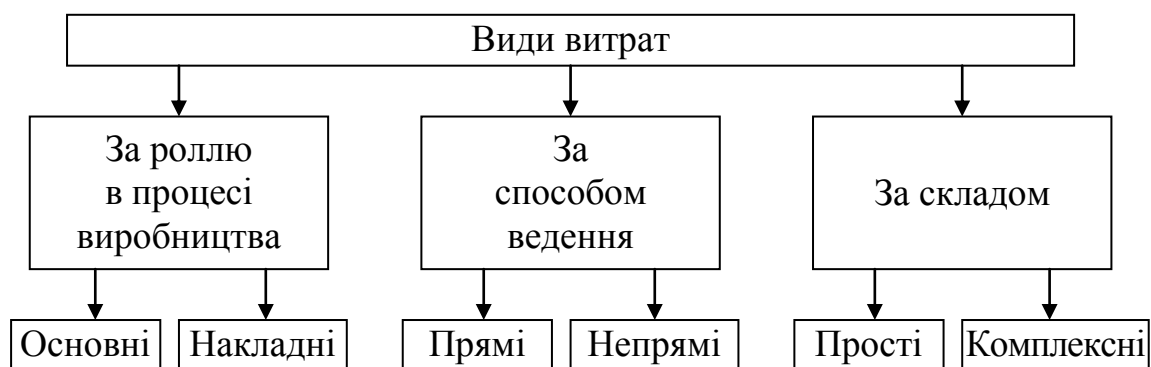 Види витрат
За роллю
в процесі
виробництва
За
способом
ведення
За складом
Основні
Накладні
Прямі
Непрямі
Прості
Комплексні